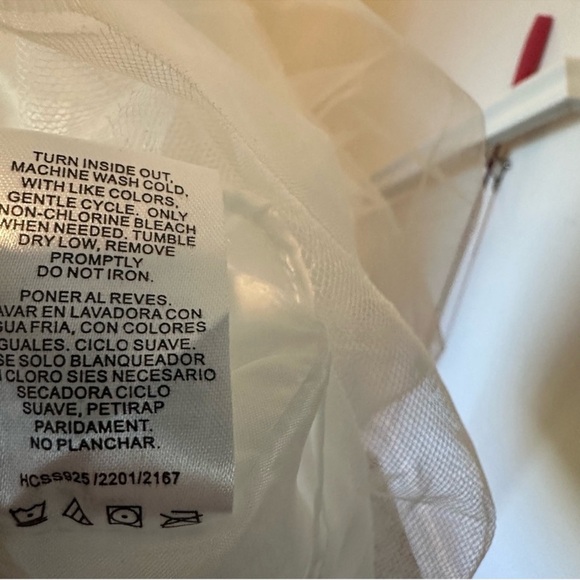 TURN INSIDE OUT,
MACHINE WASH COLD,
WITH LIKE COLORS,
GENTLE CYCLE. ONLY
NON-CHLORINE BLEACH
WHEN NEEDED. TUMBLE
DRY LOW, REMOVE
PROMPTLY
DO NOT IRON.
PONER AL REVES.
AVAR EN LAVADORA CON
GUA FRIA, CON COLORES
GUALES. CICLO SUAVE.
SE SOLO BLANQUEADOR
CLORO SIES NECESARIO
SECADORA CICLO
SUAVE, PETIRAP
PARIDAMENT.
NO PLANCHAR.
HCSS925/2201/2167